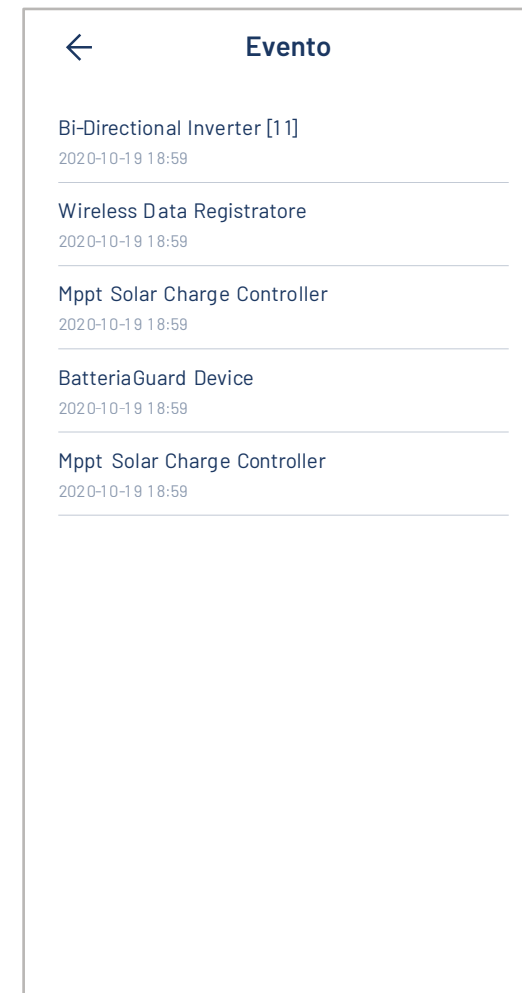 Evento
Bi-Directional Inverter [11]
2020-10-19 18:59
Wireless Data Registratore
2020-10-19 18:59
Mppt Solar Charge Controller
2020-10-19 18:59
BatteriaGuard Device
2020-10-19 18:59
Mppt Solar Charge Controller
2020-10-19 18:59